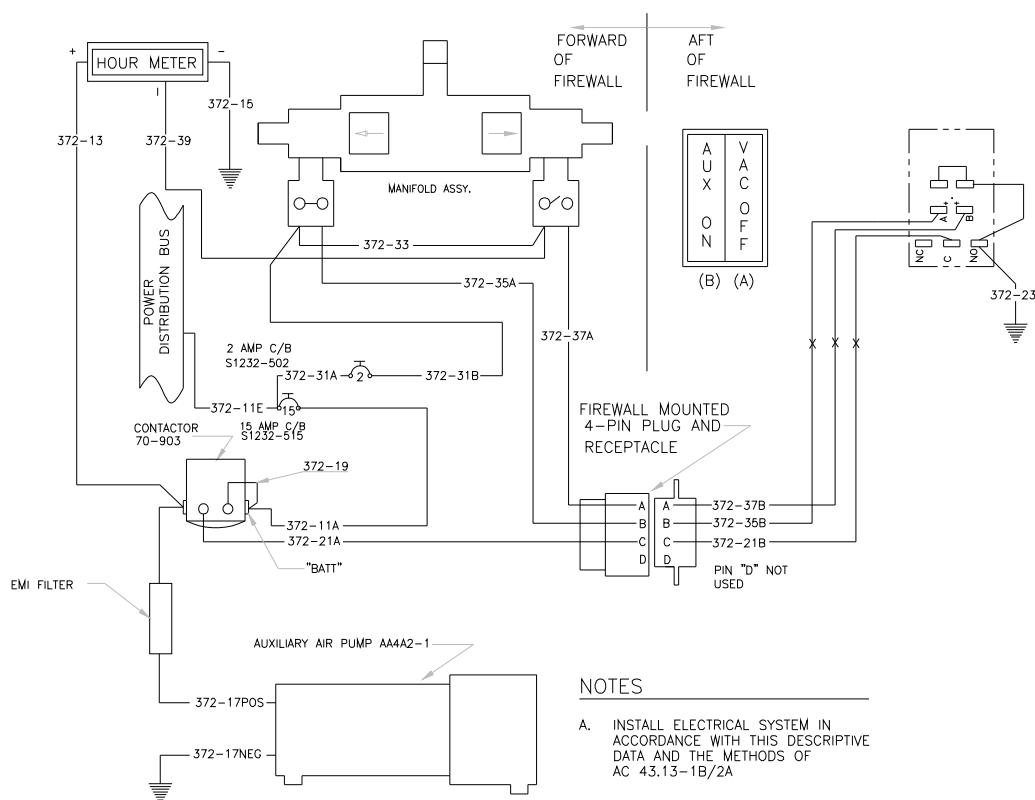 FORWARD
OF
FIREWALL
AFT
OF
FIREWALL
+
HOUR METER
-
I
372-15
372-13
372-39
MANIFOLD ASSY.
AUX ON
VAC OFF
(B) (A)
+
+
A
B
NC
C
NO
372-23
372-33
372-35A
372-37A
POWER
DISTRIBUTION BUS
2 AMP C/B
S1232-502
372-31A
2
372-31B
372-11E
15
15 AMP C/B
S1232-515
CONTACTOR
70-903
372-19
372-11A
372-21A
"BATT"
FIREWALL MOUNTED
4-PIN PLUG AND
RECEPTACLE
A A 372-37B
B B 372-35B
C C 372-21B
D D
PIN "D" NOT
USED
X X X
EMI FILTER
AUXILIARY AIR PUMP AA4A2-1
372-17POS
372-17NEG
NOTES
A. INSTALL ELECTRICAL SYSTEM IN
ACCORDANCE WITH THIS DESCRIPTIVE
DATA AND THE METHODS OF
AC 43.13-1B/2A